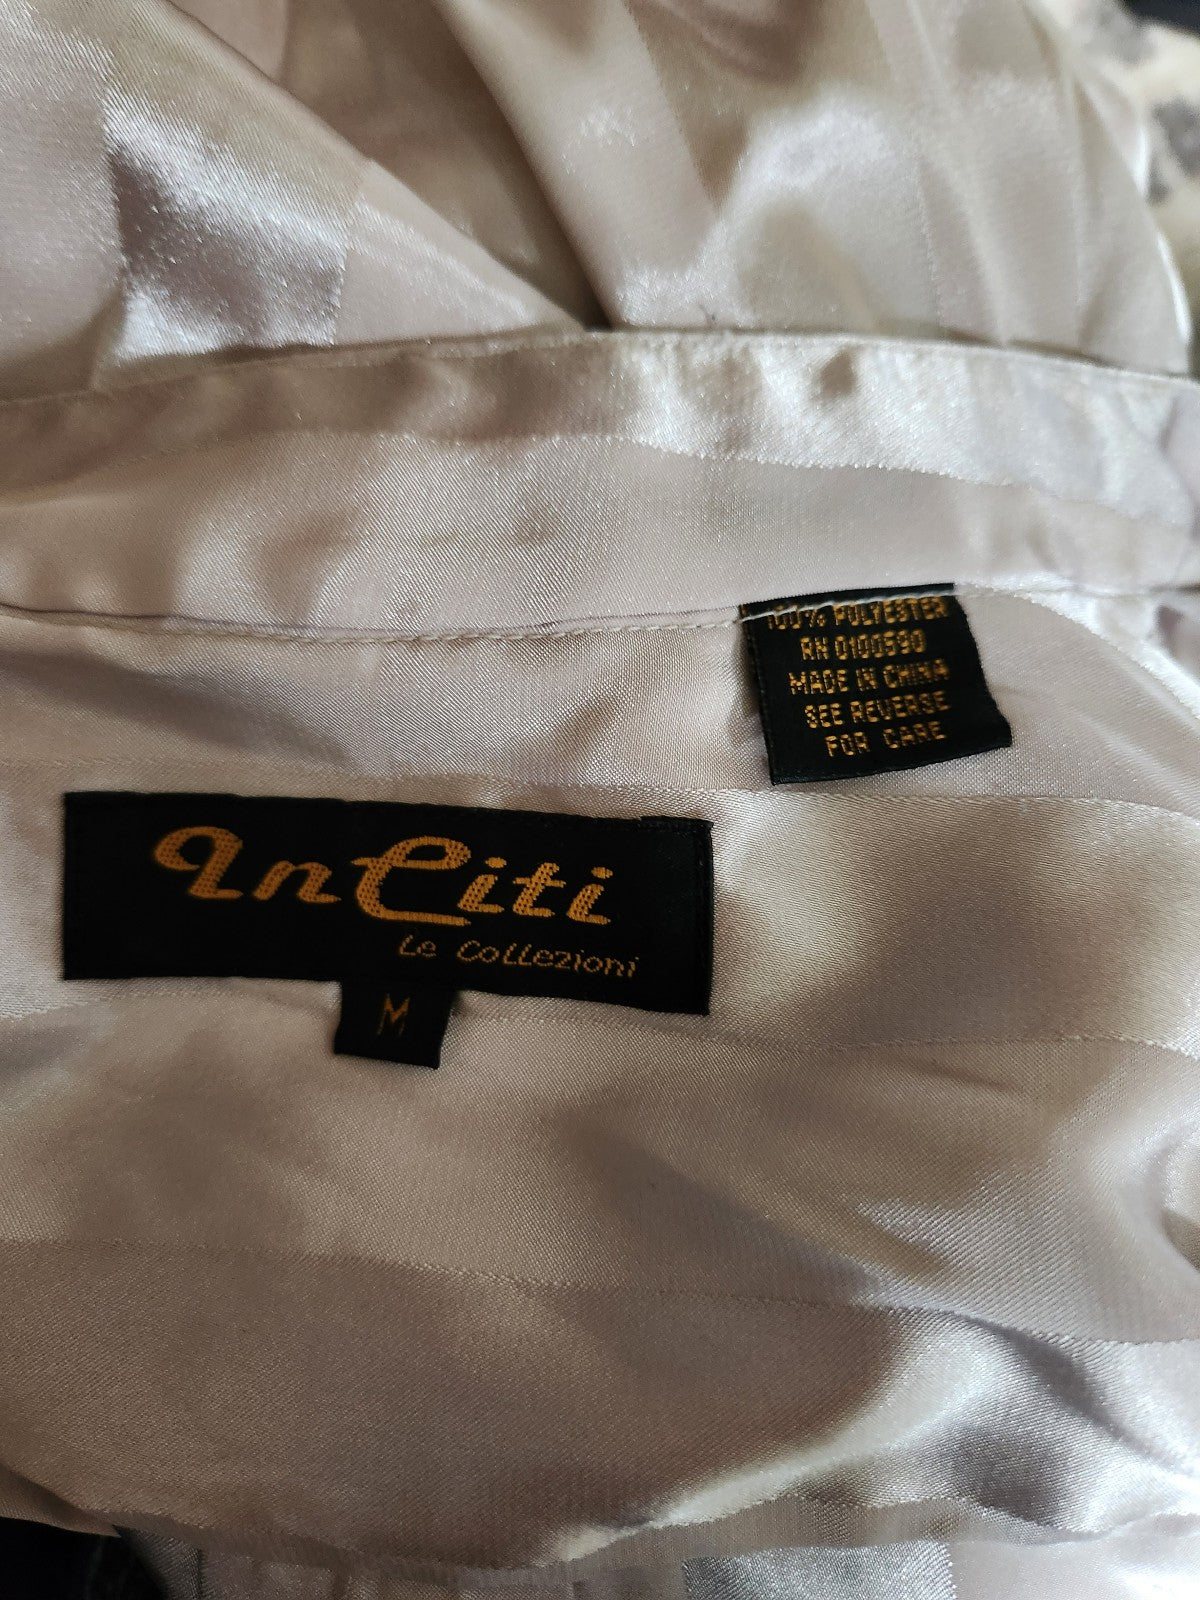 100% POLYESTER
RN 0100590
MADE IN CHINA
SEE REVERSE
FOR CARE
InCiti
Le Collezioni
M